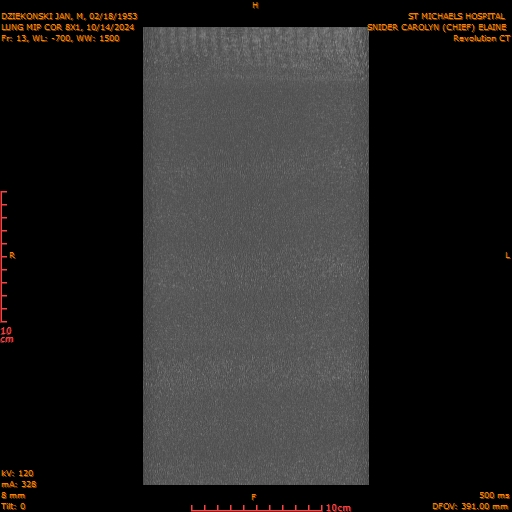 H
DZIEKONSKI JAN, M, 02/18/1953
LUNG MIP COR 8X1, 10/14/2024
Fr: 13, WL: -700, WW: 1500
ST MICHAELS HOSPITAL
SNIDER CAROLYN (CHIEF) ELAINE
Revolution CT
R
L
10
cm
kV: 120
mA: 328
8 mm
Tilt: 0
F
10cm
500 ms
DFOV: 391.00 mm